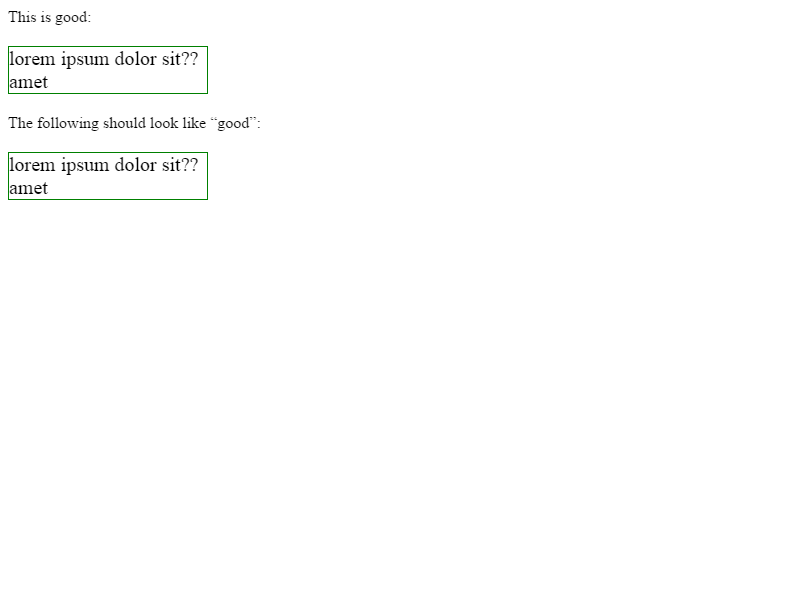 This is good:
lorem ipsum dolor sit??
amet
The following should look like “good”:
lorem ipsum dolor sit??
amet